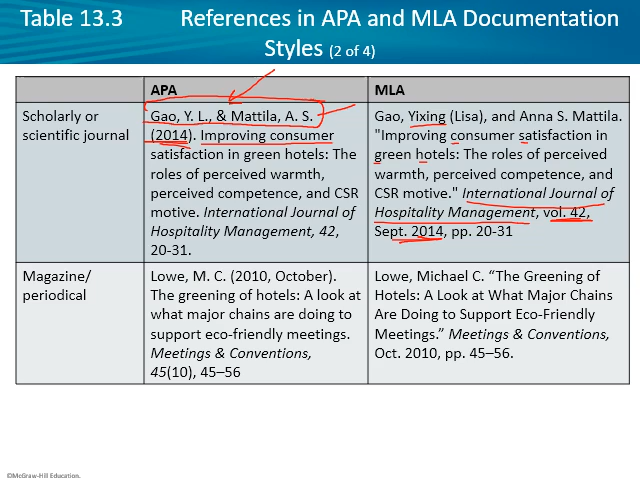 Table 13.3 References in APA and MLA Documentation
Styles (2 of 4)
APA
MLA
Scholarly or
scientific journal
Gao, Y. L., & Mattila, A. S.
(2014). Improving consumer
satisfaction in green hotels: The
roles of perceived warmth,
perceived competence, and CSR
motive. International Journal of
Hospitality Management, 42,
20-31.
Gao, Yixing (Lisa), and Anna S. Mattila.
"Improving consumer satisfaction in
green hotels: The roles of perceived
warmth, perceived competence, and
CSR motive." International Journal of
Hospitality Management, vol. 42,
Sept. 2014, pp. 20-31
Magazine/
periodical
Lowe, M. C. (2010, October).
The greening of hotels: A look at
what major chains are doing to
support eco-friendly meetings.
Meetings & Conventions,
45(10), 45–56
Lowe, Michael C. “The Greening of
Hotels: A Look at What Major Chains
Are Doing to Support Eco-Friendly
Meetings.” Meetings & Conventions,
Oct. 2010, pp. 45–56.
©McGraw-Hill Education.